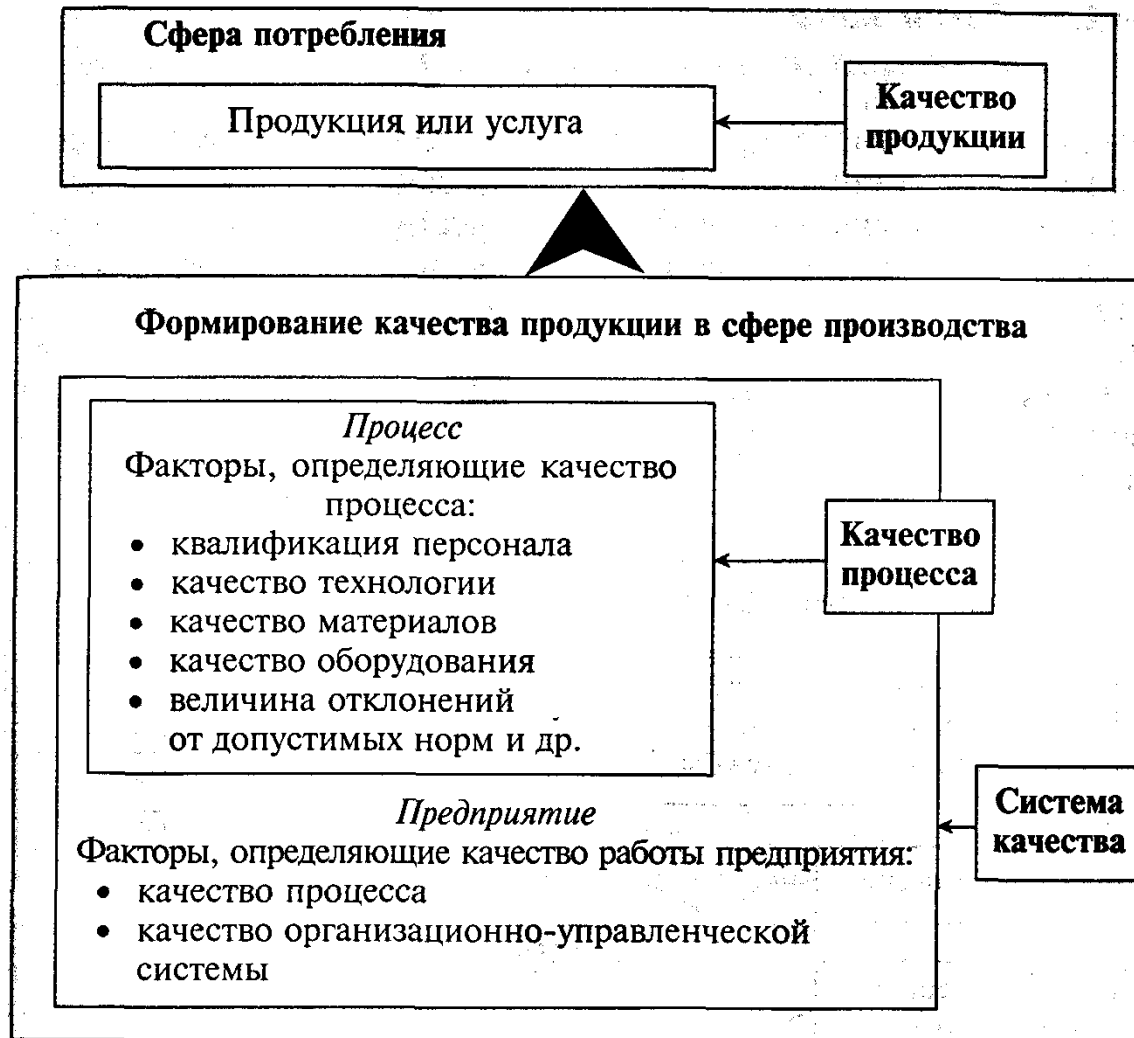 Сфера потребления
Продукция или услуга
Качество
продукции
Формирование качества продукции в сфере производства
Процесс
Факторы, определяющие качество
процесса:
• квалификация персонала
• качество технологии
• качество материалов
• качество оборудования
• величина отклонений
от допустимых норм и др.
Качество
процесса
Предприятие
Факторы, определяющие качество работы предприятия:
• качество процесса
• качество организационно-управленческой
системы
Система
качества